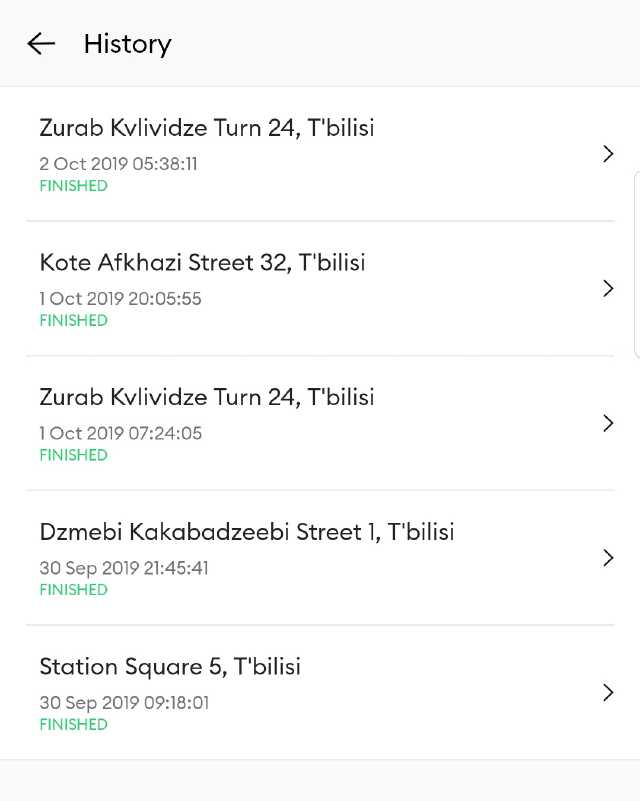 History
Zurab Kvlividze Turn 24, T'bilisi
2 Oct 2019 05:38:11
FINISHED
Kote Afkhazi Street 32, T'bilisi
1 Oct 2019 20:05:55
FINISHED
Zurab Kvlividze Turn 24, T'bilisi
1 Oct 2019 07:24:05
FINISHED
Dzmebi Kakabadzeebi Street 1, T'bilisi
30 Sep 2019 21:45:41
FINISHED
Station Square 5, T'bilisi
30 Sep 2019 09:18:01
FINISHED